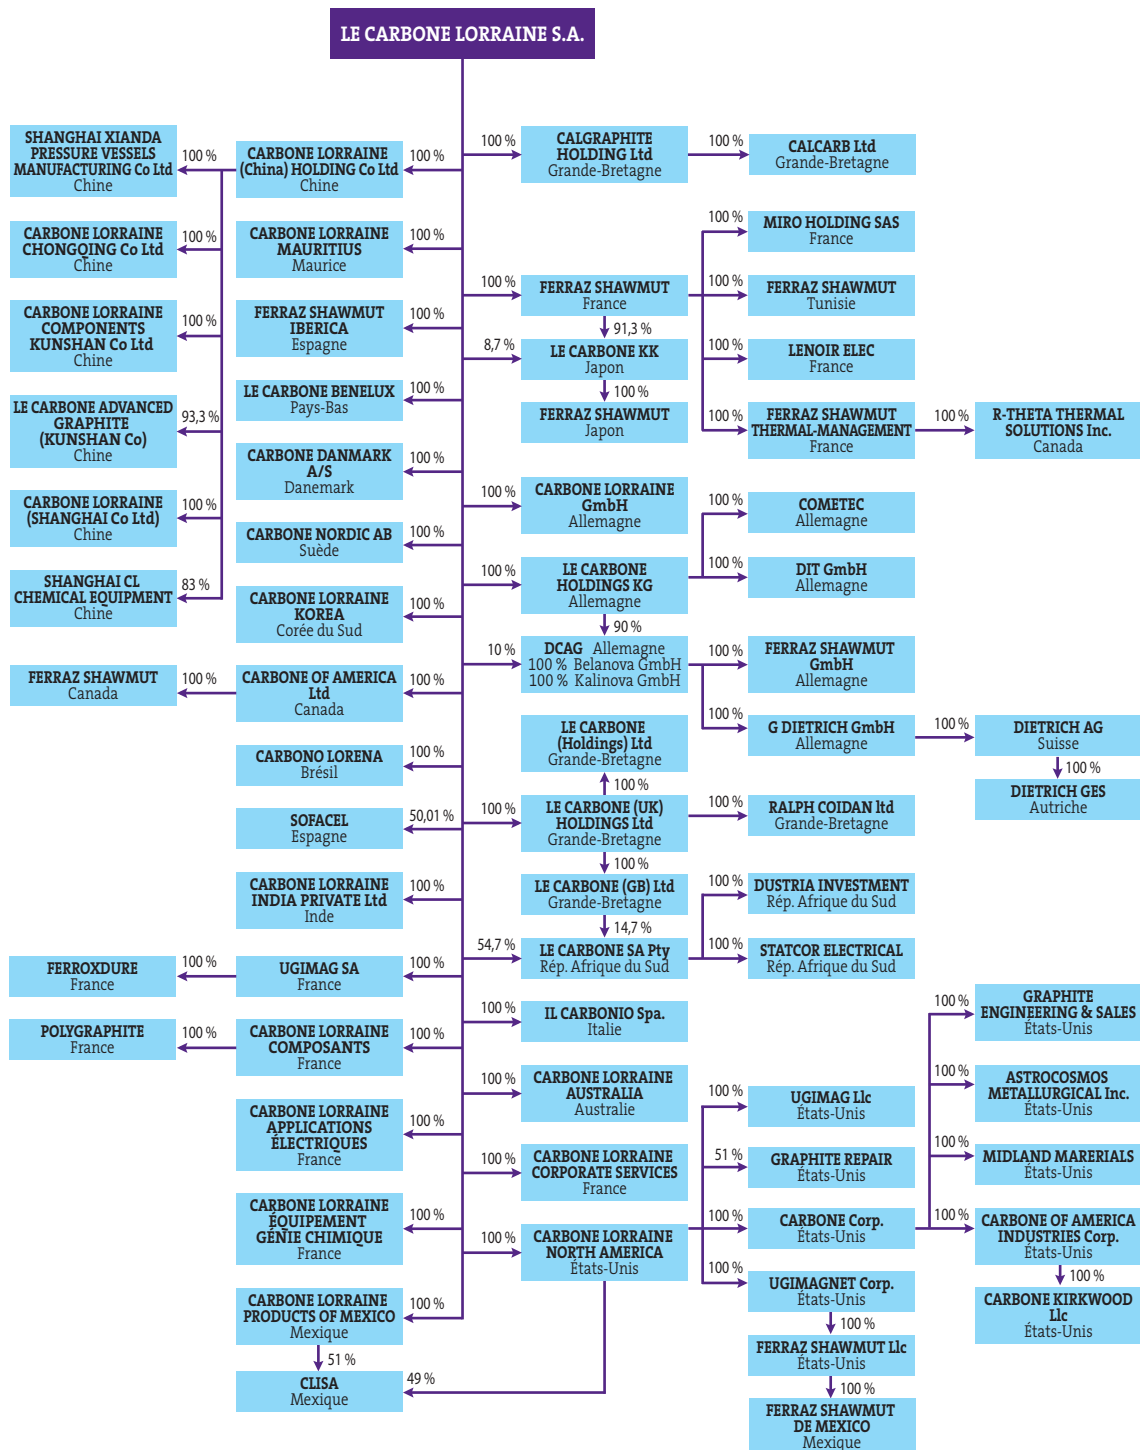 LE CARBONE LORRAINE S.A.
SHANGHAI XIANDA
PRESSURE VESSELS
MANUFACTURING Co Ltd
Chine
100 %
CARBONE LORRAINE
(China) HOLDING Co Ltd
Chine
100 %
100 %
CALGRAPHITE
HOLDING Ltd
Grande-Bretagne
100 %
CALCARB Ltd
Grande-Bretagne
CARBONE LORRAINE
CHONGQING Co Ltd
Chine
100 %
CARBONE LORRAINE
MAURITIUS
Maurice
100 %
100 %
MIRO HOLDING SAS
France
CARBONE LORRAINE
COMPONENTS
KUNSHAN Co Ltd
Chine
100 %
FERRAZ SHAWMUT
IBERICA
Espagne
100 %
100 %
FERRAZ SHAWMUT
France
91,3 %
100 %
FERRAZ SHAWMUT
Tunisie
8,7 %
LE CARBONE KK
Japon
100 %
100 %
LENOIR ELEC
France
LE CARBONE ADVANCED
GRAPHITE
(KUNSHAN Co)
Chine
93,3 %
LE CARBONE BENELUX
Pays-Bas
100 %
FERRAZ SHAWMUT
Japon
100 %
FERRAZ SHAWMUT
THERMAL-MANAGEMENT
France
100 %
R-THETA THERMAL
SOLUTIONS Inc.
Canada
CARBONE LORRAINE
(SHANGHAI Co Ltd)
Chine
100 %
CARBONE DANMARK
A/S
Danemark
100 %
100 %
CARBONE LORRAINE
GmbH
Allemagne
100 %
COMETEC
Allemagne
CARBONE NORDIC AB
Suède
100 %
SHANGHAI CL
CHEMICAL EQUIPMENT
Chine
83 %
CARBONE LORRAINE
KOREA
Corée du Sud
100 %
100 %
LE CARBONE
HOLDINGS KG
Allemagne
90 %
100 %
DIT GmbH
Allemagne
FERRAZ SHAWMUT
Canada
100 %
CARBONE OF AMERICA
Ltd
Canada
100 %
10 %
DCAG Allemagne
100 % Belanova GmbH
100 % Kalinova GmbH
100 %
FERRAZ SHAWMUT
GmbH
Allemagne
CARBONO LORENA
Brésil
100 %
LE CARBONE
(Holdings) Ltd
Grande-Bretagne
100 %
100 %
G DIETRICH GmbH
Allemagne
100 %
DIETRICH AG
Suisse
100 %
DIETRICH GES
Autriche
SOFACEL
Espagne
50,01 %
100 %
LE CARBONE (UK)
HOLDINGS Ltd
Grande-Bretagne
100 %
100 %
RALPH COIDAN ltd
Grande-Bretagne
CARBONE LORRAINE
INDIA PRIVATE Ltd
Inde
100 %
LE CARBONE (GB) Ltd
Grande-Bretagne
14,7 %
100 %
DUSTRIA INVESTMENT
Rép. Afrique du Sud
54,7 %
LE CARBONE SA Pty
Rép. Afrique du Sud
100 %
STATCOR ELECTRICAL
Rép. Afrique du Sud
FERROXDURE
France
100 %
UGIMAG SA
France
100 %
100 %
IL CARBONIO Spa.
Italie
100 %
GRAPHITE
ENGINEERING & SALES
États-Unis
POLYGRAPHITE
France
100 %
CARBONE LORRAINE
COMPOSANTS
France
100 %
100 %
CARBONE LORRAINE
AUSTRALIA
Australie
100 %
UGIMAG Llc
États-Unis
100 %
ASTROCOSMOS
METALLURGICAL Inc.
États-Unis
CARBONE LORRAINE
APPLICATIONS
ÉLECTRIQUES
France
100 %
100 %
CARBONE LORRAINE
CORPORATE SERVICES
France
51 %
GRAPHITE REPAIR
États-Unis
100 %
MIDLAND MARERIALS
États-Unis
CARBONE LORRAINE
ÉQUIPEMENT
GÉNIE CHIMIQUE
France
100 %
100 %
CARBONE LORRAINE
NORTH AMERICA
États-Unis
100 %
CARBONE Corp.
États-Unis
100 %
CARBONE OF AMERICA
INDUSTRIES Corp.
États-Unis
100 %
CARBONE KIRKWOOD
Llc
États-Unis
CARBONE LORRAINE
PRODUCTS OF MEXICO
Mexique
100 %
51 %
100 %
UGIMAGNET Corp.
États-Unis
100 %
FERRAZ SHAWMUT Llc
États-Unis
100 %
CLISA
Mexique
49 %
FERRAZ SHAWMUT
DE MEXICO
Mexique